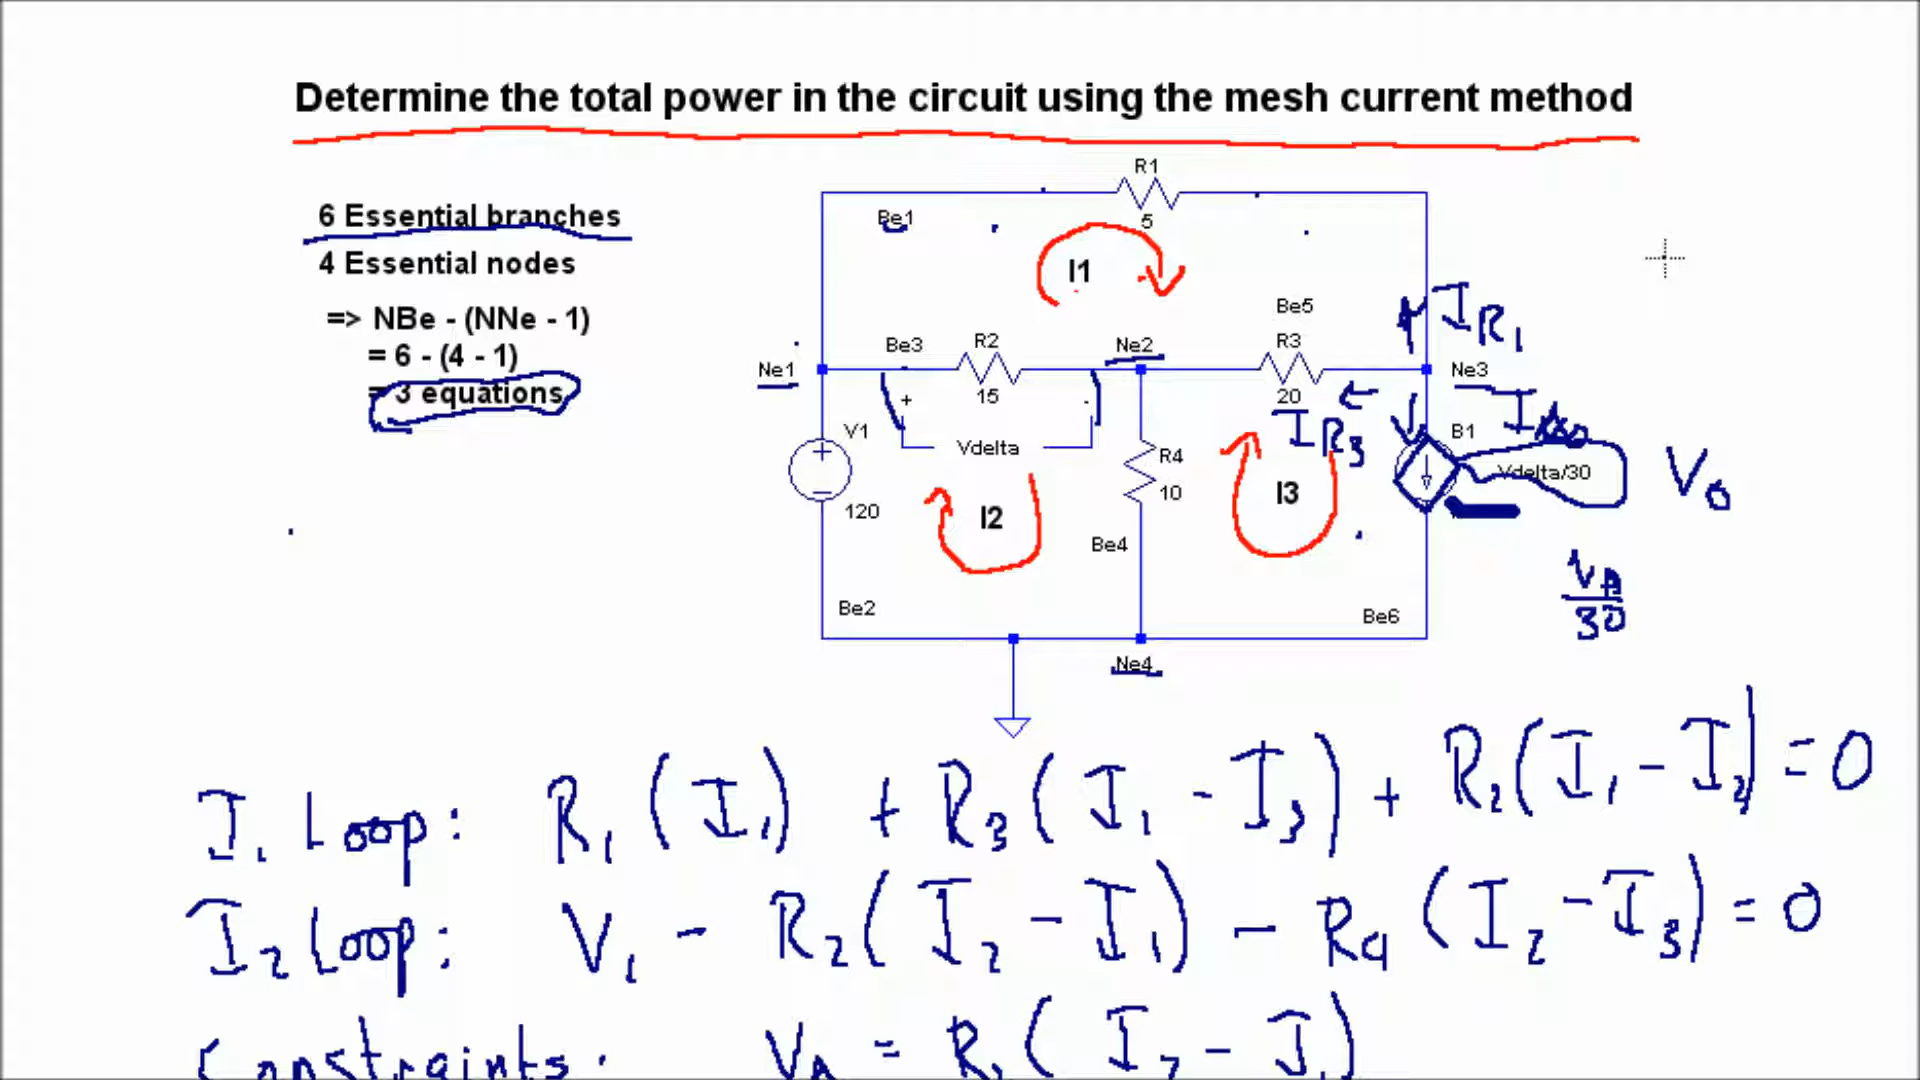 Determine the total power in the circuit using the mesh current method
6 Essential branches
4 Essential nodes
=> NBe - (NNe - 1)
= 6 - (4 - 1)
= 3 equations
R1
5
Be1
I1
Be5
I R1
Be3
R2
15
Ne2
R3
20
Ne1
Ne3
+
-
Vdelta
V1
120
R4
10
I R3
B1
Vdelta/30
V0
I2
I3
Be4
Be2
Be6
Ne4
VΔ
30
I1 Loop: R1 (I1) + R3 (I1 - I3) + R2 (I1 - I2) = 0
I2 Loop: V1 - R2 (I2 - I1) - R4 (I2 - I3) = 0
Constraints: